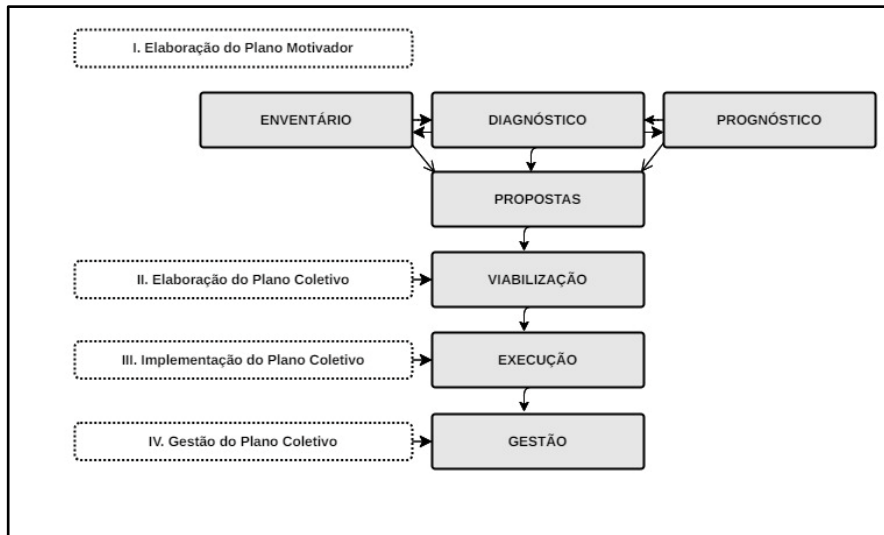 I. Elaboração do Plano Motivador
ENVENTÁRIO
DIAGNÓSTICO
PROGNÓSTICO
PROPOSTAS
II. Elaboração do Plano Coletivo
VIABILIZAÇÃO
III. Implementação do Plano Coletivo
EXECUÇÃO
IV. Gestão do Plano Coletivo
GESTÃO